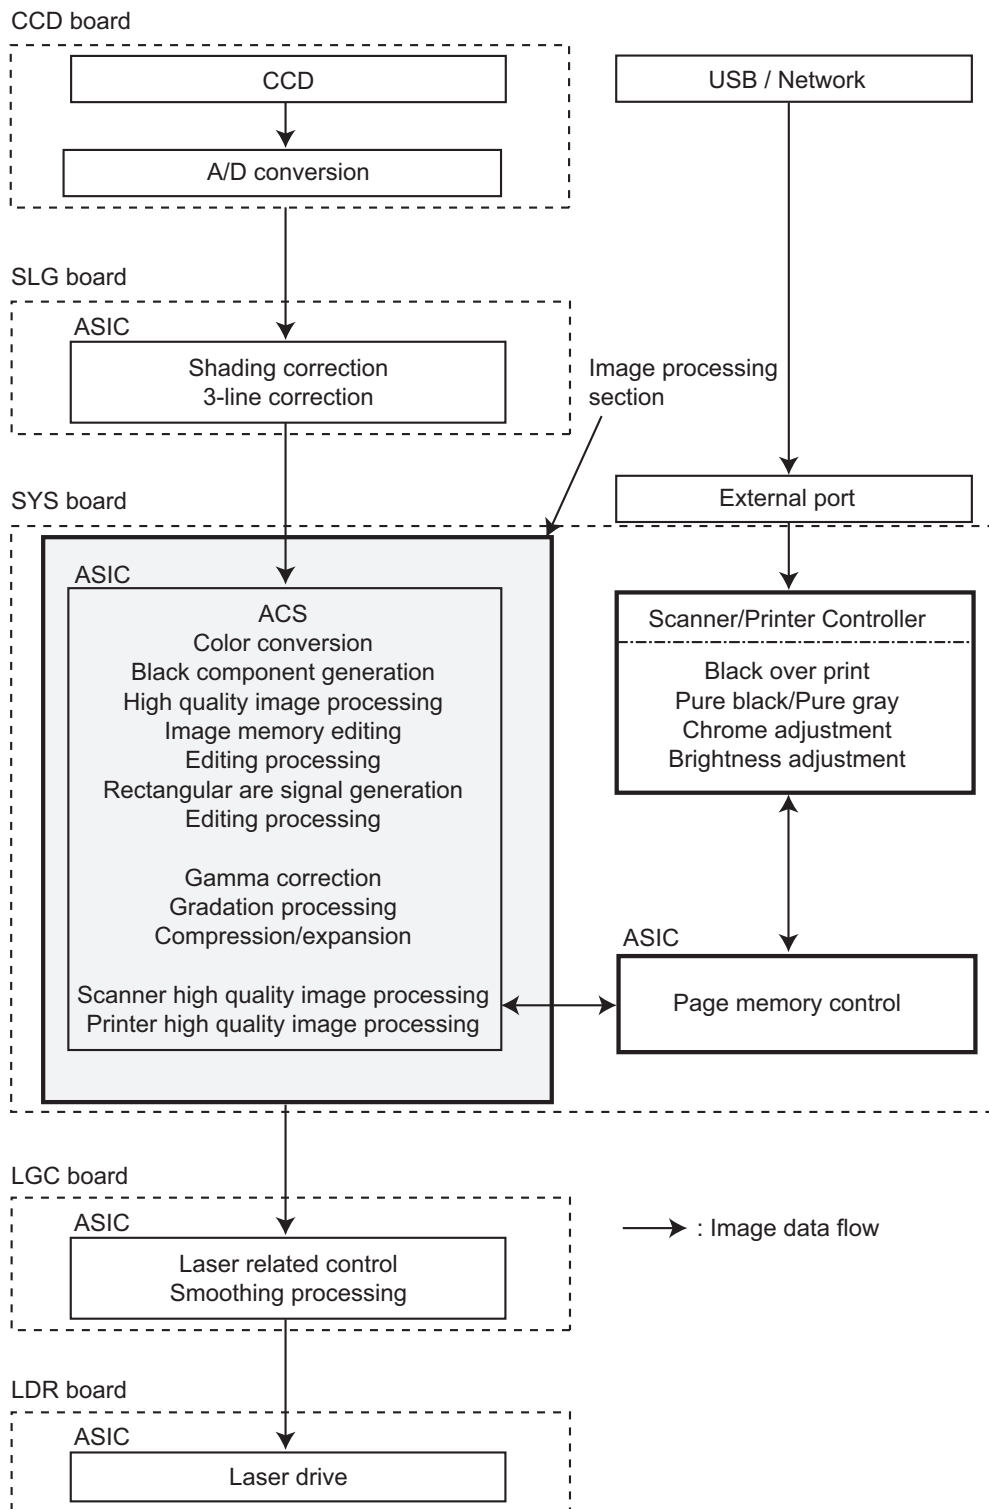 CCD board
CCD
A/D conversion
USB / Network
SLG board
ASIC
Shading correction
3-line correction
Image processing
section
External port
SYS board
ASIC
ACS
Color conversion
Black component generation
High quality image processing
Image memory editing
Editing processing
Rectangular are signal generation
Editing processing
Gamma correction
Gradation processing
Compression/expansion
Scanner high quality image processing
Printer high quality image processing
Scanner/Printer Controller
Black over print
Pure black/Pure gray
Chrome adjustment
Brightness adjustment
ASIC
Page memory control
LGC board
ASIC
Laser related control
Smoothing processing
: Image data flow
LDR board
ASIC
Laser drive